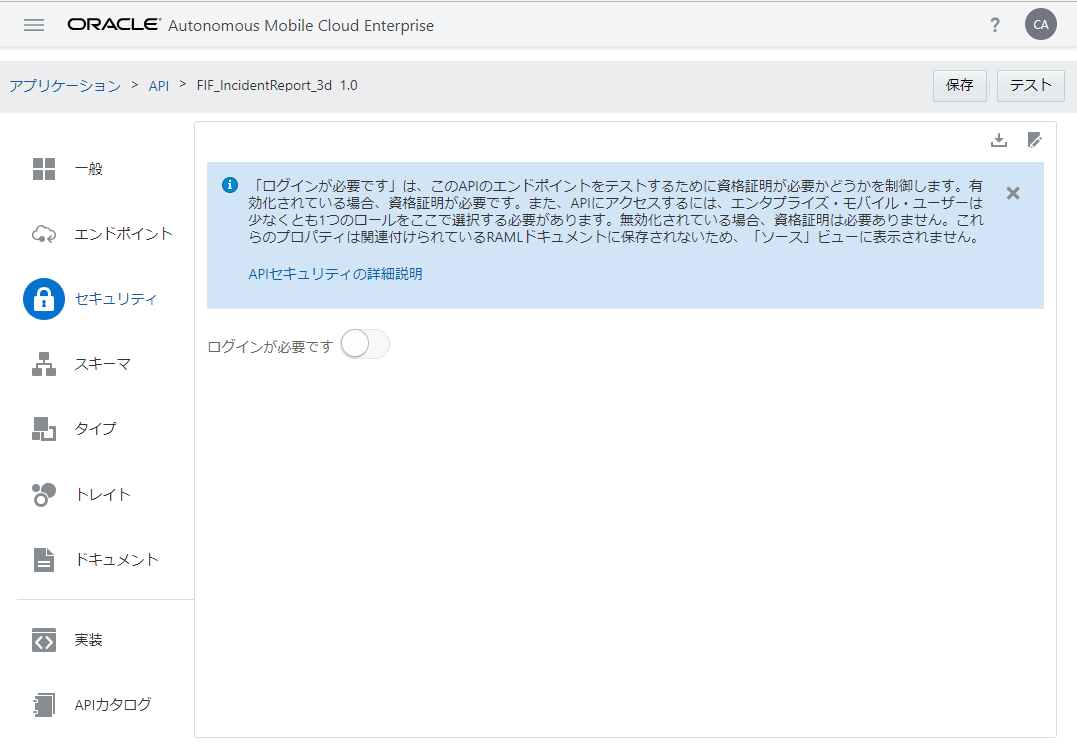 ORACLE® Autonomous Mobile Cloud Enterprise ? CA
アプリケーション > API > FIF_IncidentReport_3d 1.0 保存 テスト
一般
エンドポイント
セキュリティ
スキーマ
タイプ
トレイト
ドキュメント
実装
APIカタログ
「ログインが必要です」は、このAPIのエンドポイントをテストするために資格証明が必要かどうかを制御します。有
効化されている場合、資格証明が必要です。また、APIにアクセスするには、エンタプライズ・モバイル・ユーザーは
少なくとも1つのロールをここで選択する必要があります。無効化されている場合、資格証明は必要ありません。これ
らのプロパティは関連付けられているRAMLドキュメントに保存されないため、「ソース」ビューに表示されません。
APIセキュリティの詳細説明
ログインが必要です